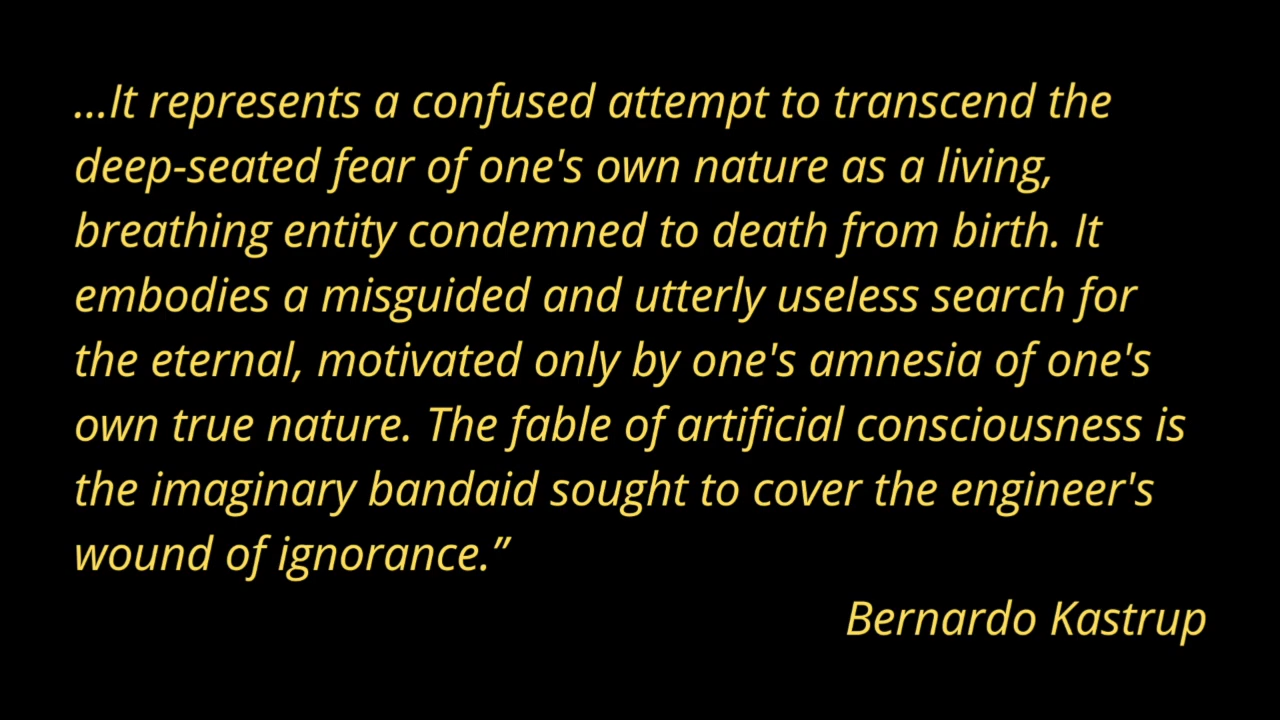 ...It represents a confused attempt to transcend the
deep-seated fear of one's own nature as a living,
breathing entity condemned to death from birth. It
embodies a misguided and utterly useless search for
the eternal, motivated only by one's amnesia of one's
own true nature. The fable of artificial consciousness is
the imaginary bandaid sought to cover the engineer's
wound of ignorance.”
Bernardo Kastrup